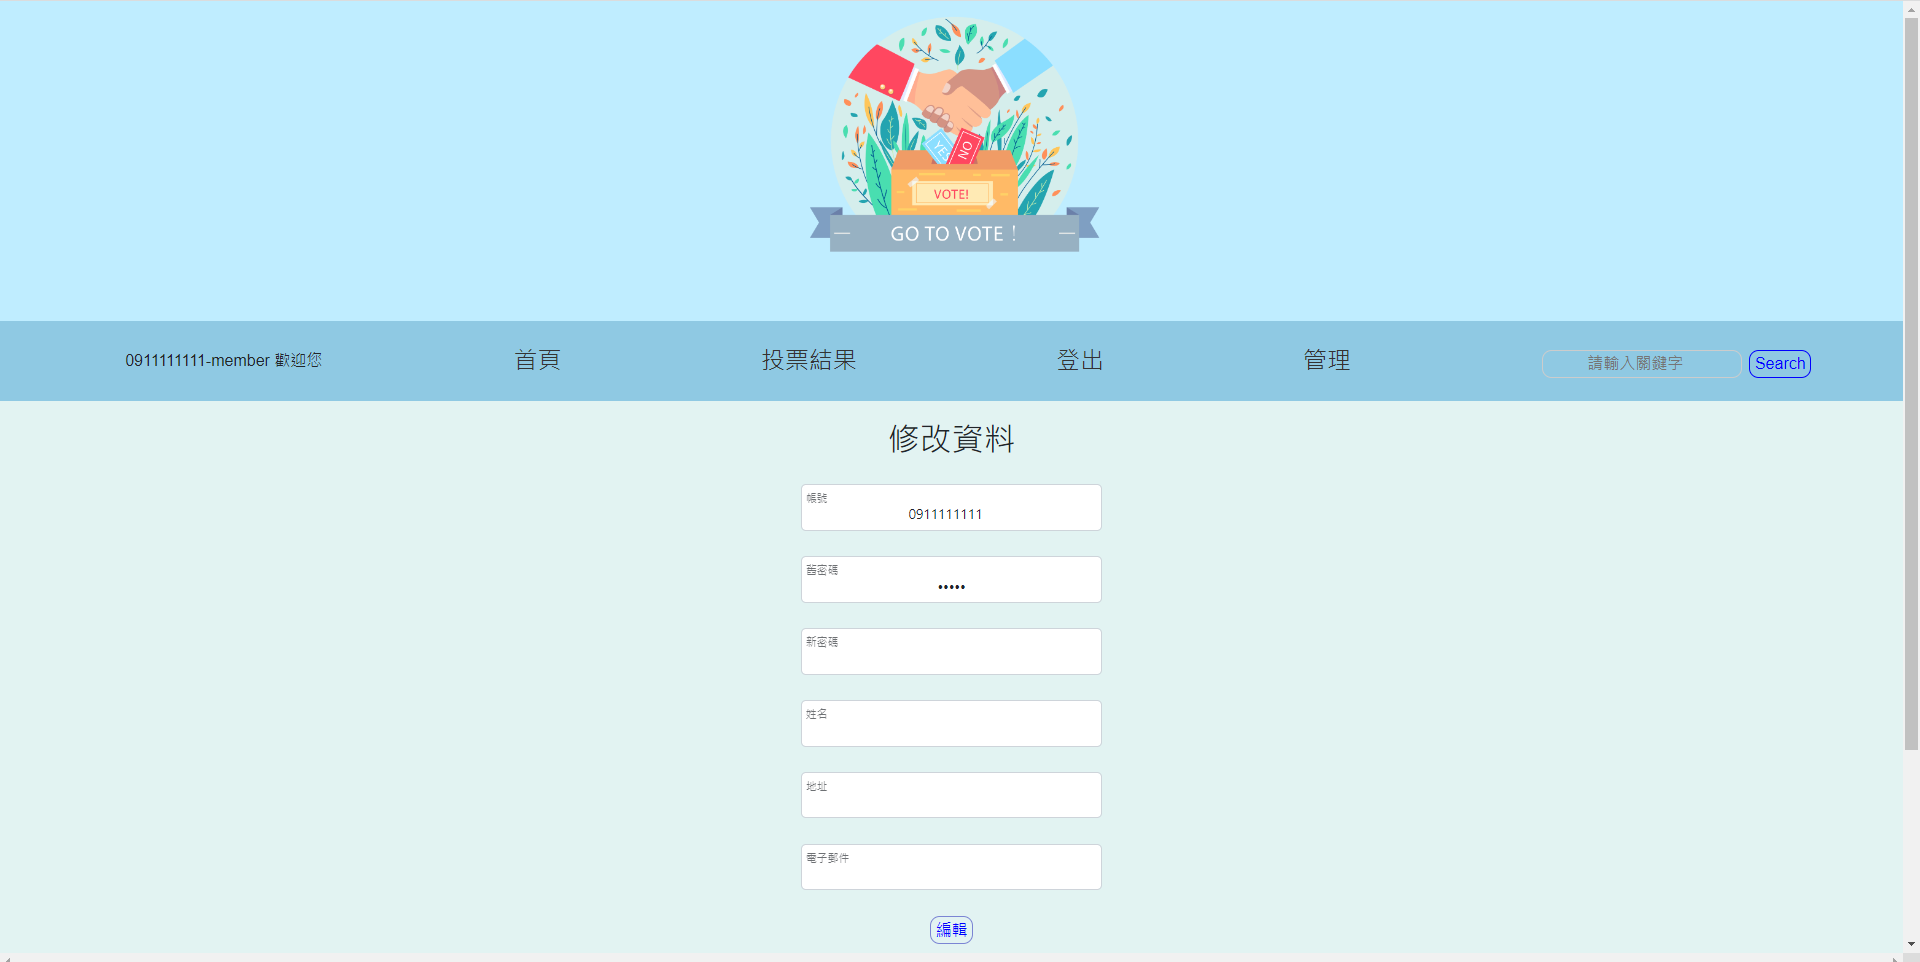 YES
NO
VOTE!
GO TO VOTE !
0911111111-member 歡迎您
首頁
投票結果
登出
管理
請輸入關鍵字
Search
修改資料
帳號
0911111111
舊密碼
•••••
新密碼
姓名
地址
電子郵件
編輯